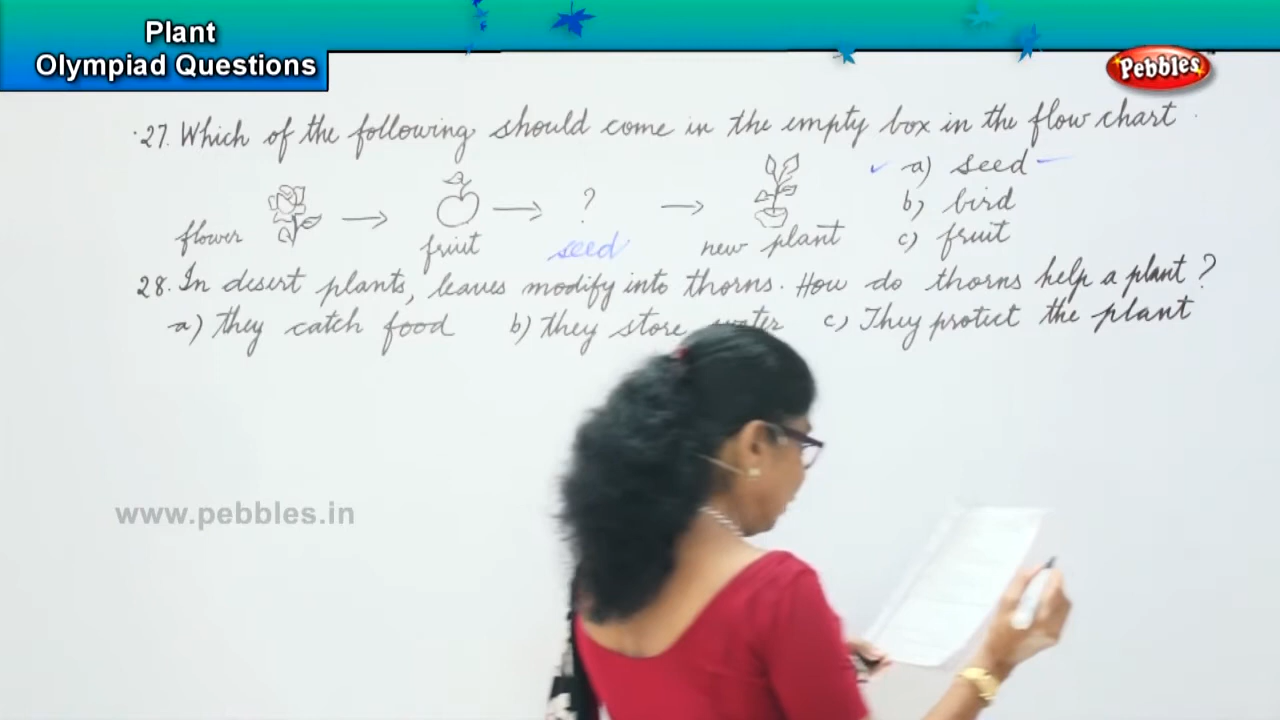 Plant
Olympiad Questions
Pebbles
27. Which of the following should come in the empty box in the flow chart
a) seed
?
b) bird
flower fruit seed new plant c) fruit
28. In desert plants, leaves modify into thorns. How do thorns help a plant?
a) they catch food b) they store water c) They protect the plant
www.pebbles.in